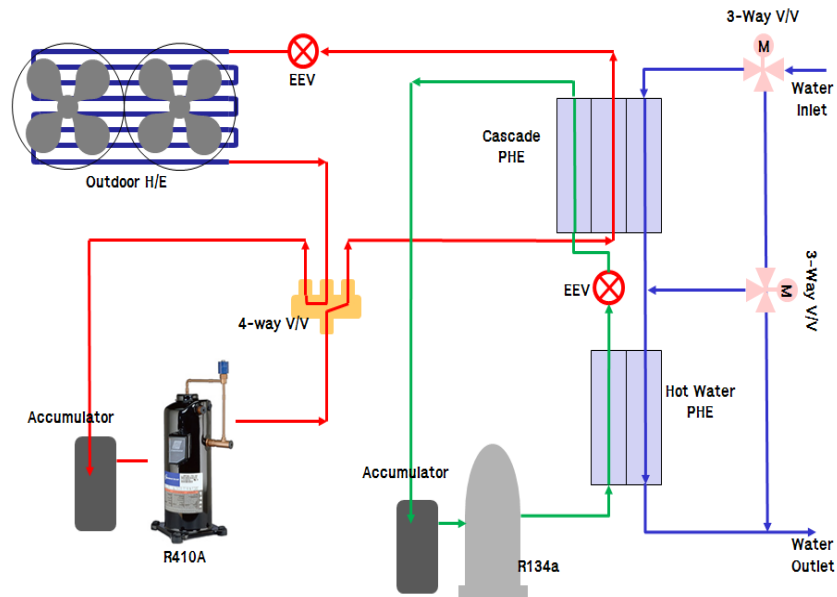 3-Way V/V
M
EEV
Water
Inlet
Cascade
PHE
Outdoor H/E
3-Way V/V
M
EEV
4-way V/V
Hot Water
PHE
Accumulator
Accumulator
R410A
R134a
Water
Outlet